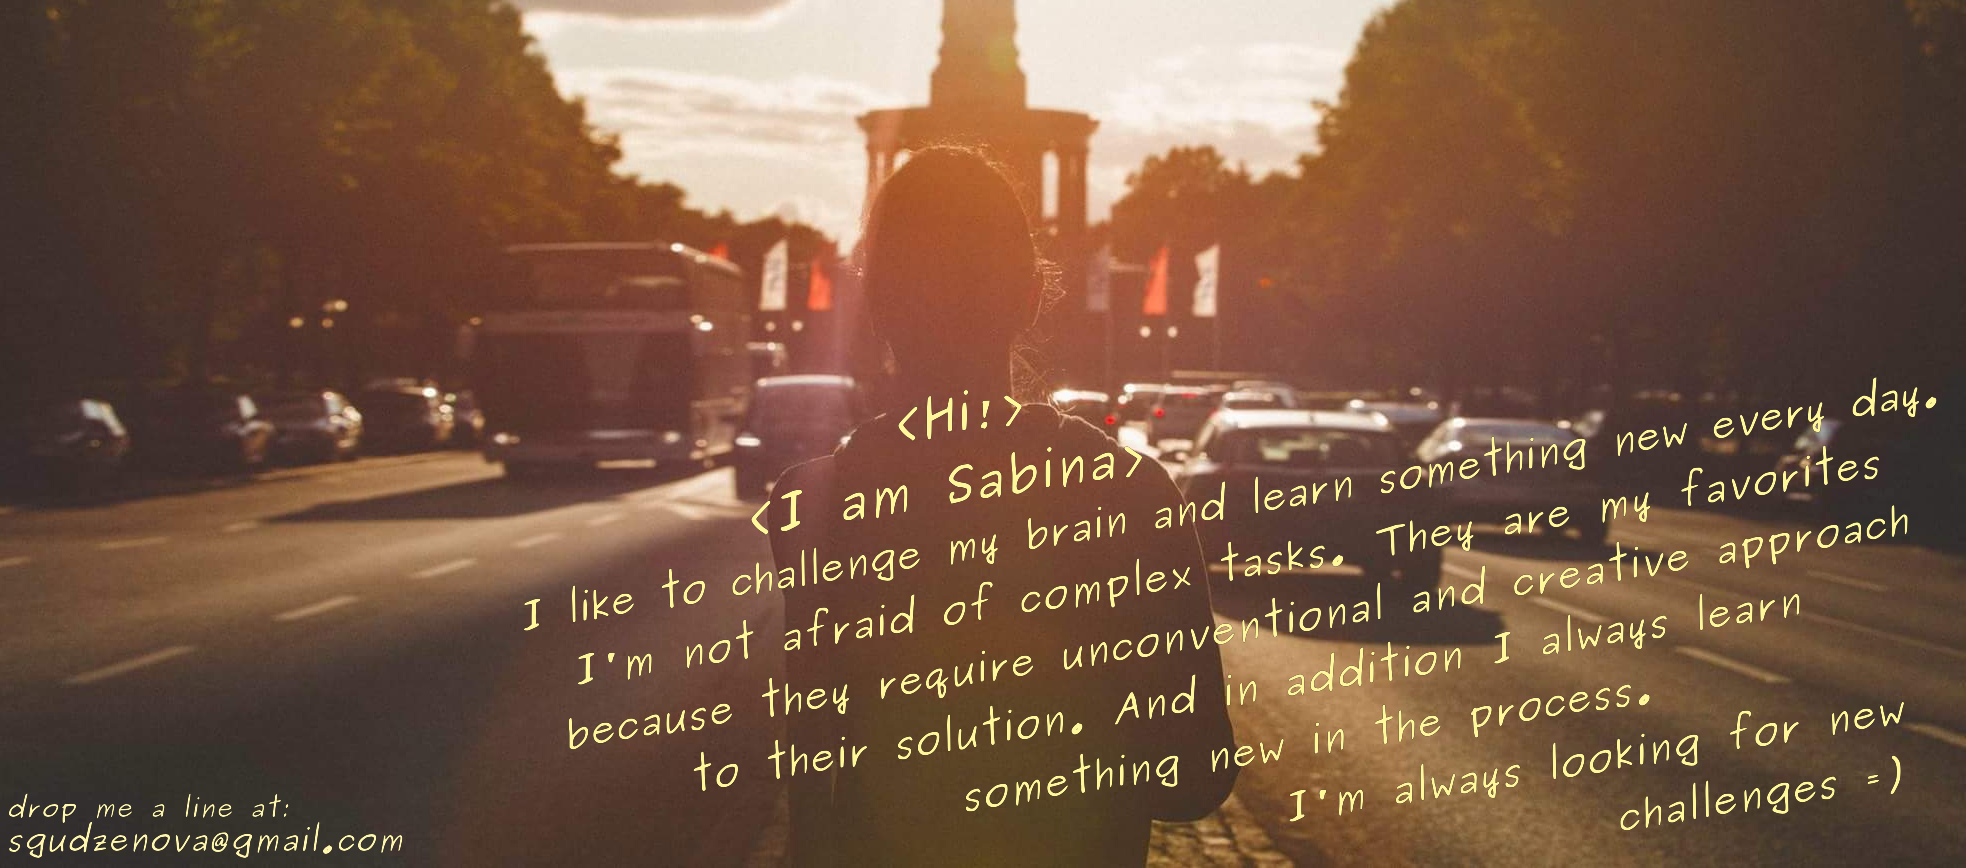 <Hi!>
<I am Sabina>
I like to challenge my brain and learn something new every day.
I'm not afraid of complex tasks. They are my favorites
because they require unconventional and creative approach
to their solution. And in addition I always learn
something new in the process.
I'm always looking for new
challenges =)
drop me a line at:
sgudzenova@gmail.com